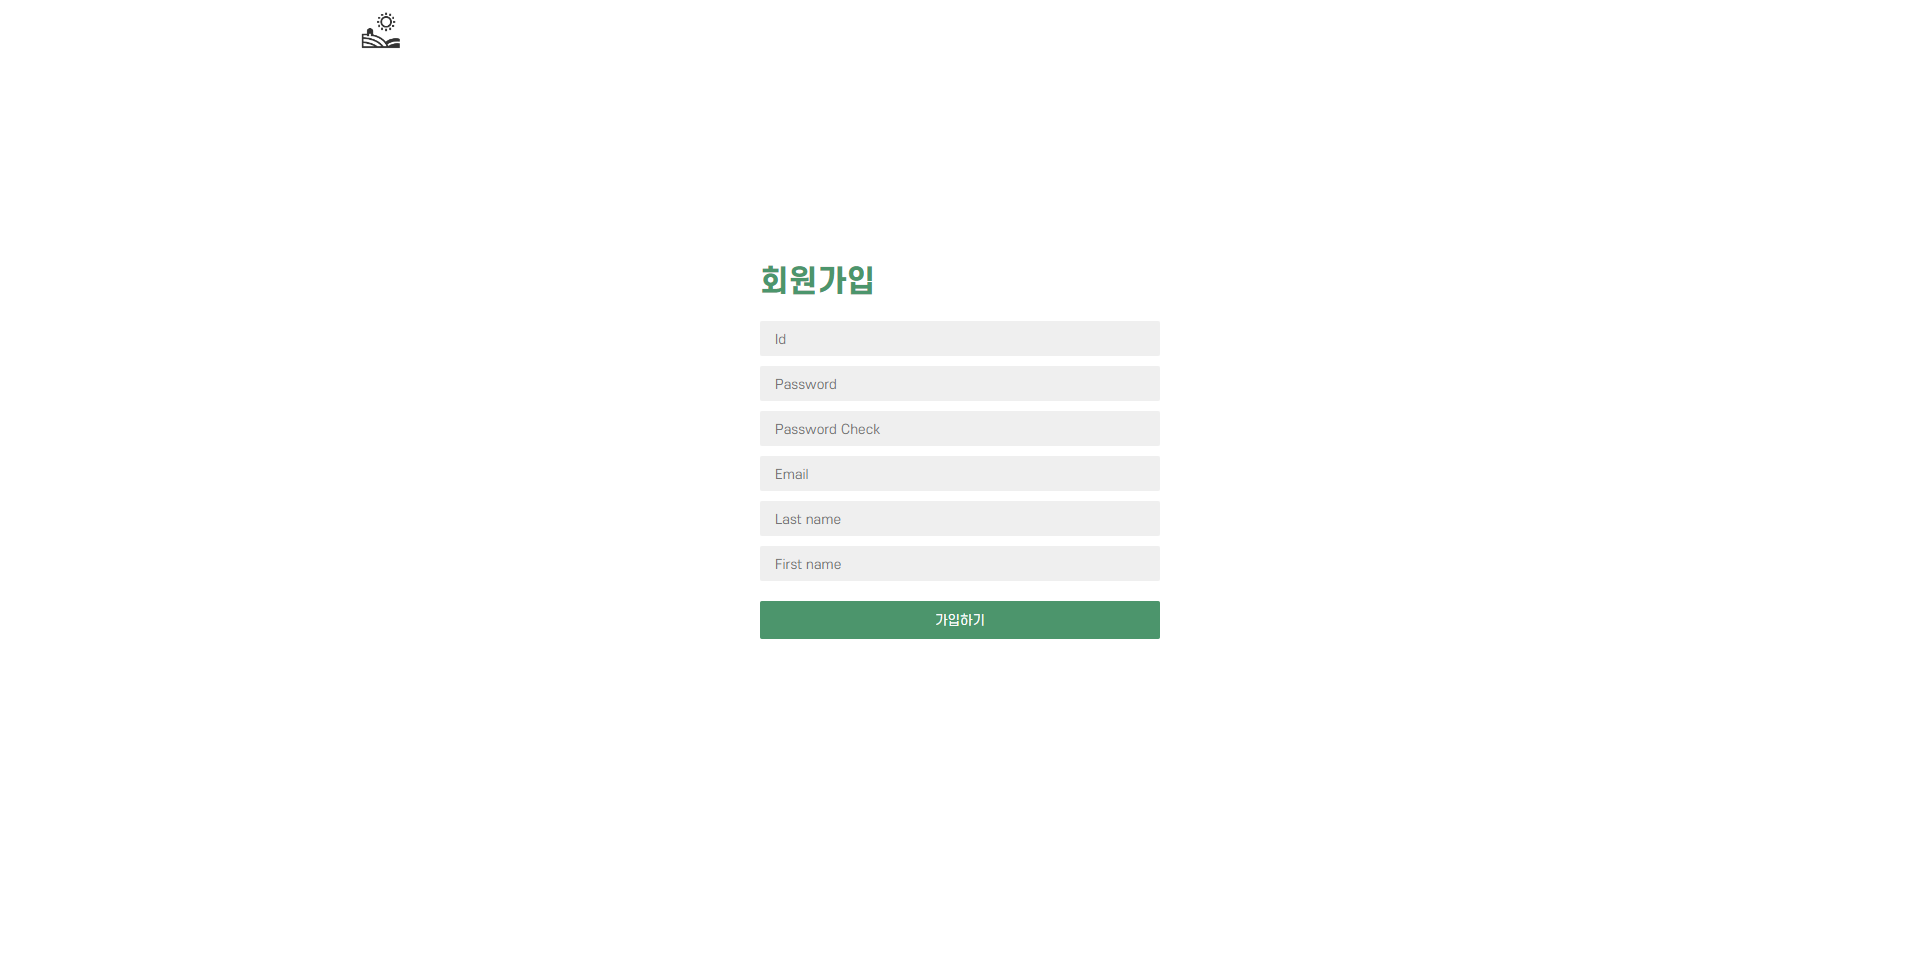 회원가입
Id
Password
Password Check
Email
Last name
First name
가입하기